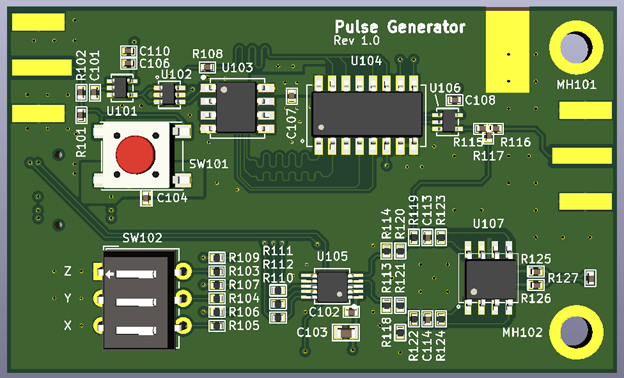 Pulse Generator
Rev 1.0
C110
C106
R108
U103
U104
R102
C101
U102
U106
C108
MH101
U101
C107
R101
R115
R116
R117
SW101
C104
SW102
R119
C113
R123
U107
R114
R120
R111
U105
Z
R109
R112
R125
R103
R110
R127
R107
R113
R121
Y
R104
R126
R106
C102
R118
X
R105
C103
R122
C114
R124
MH102